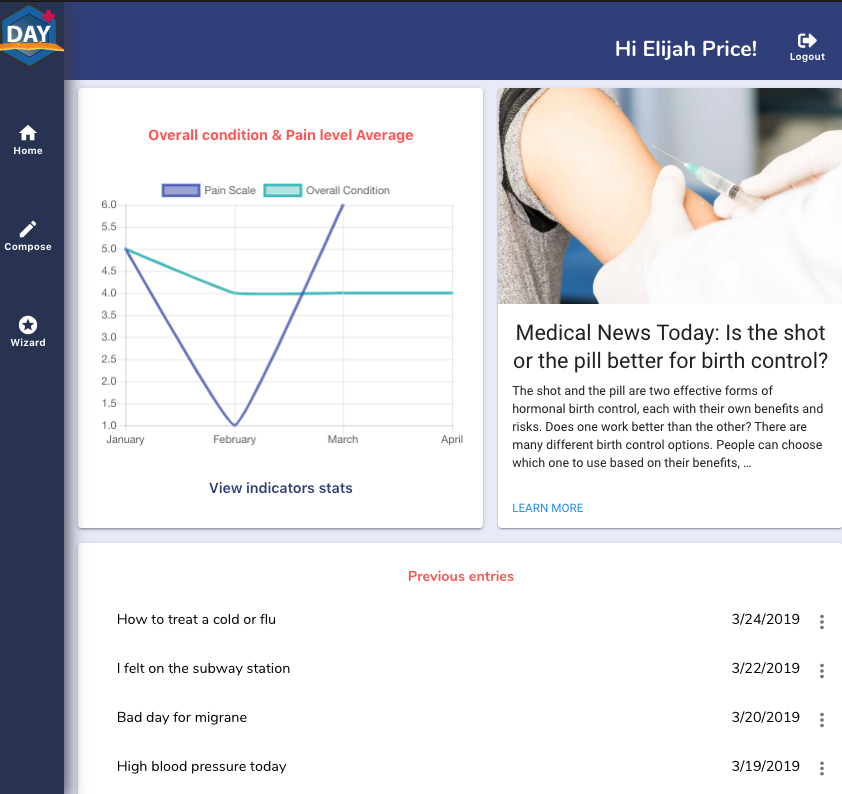 DAY
Hi Elijah Price!
Logout
Home
Compose
Wizard
Overall condition & Pain level Average
Pain Scale Overall Condition
6.0
5.5
5.0
4.5
4.0
3.5
3.0
2.5
2.0
1.5
1.0
January February March April
View indicators stats
Medical News Today: Is the shot
or the pill better for birth control?
The shot and the pill are two effective forms of
hormonal birth control, each with their own benefits and
risks. Does one work better than the other? There are
many different birth control options. People can choose
which one to use based on their benefits, ...
LEARN MORE
Previous entries
How to treat a cold or flu 3/24/2019
I felt on the subway station 3/22/2019
Bad day for migrane 3/20/2019
High blood pressure today 3/19/2019